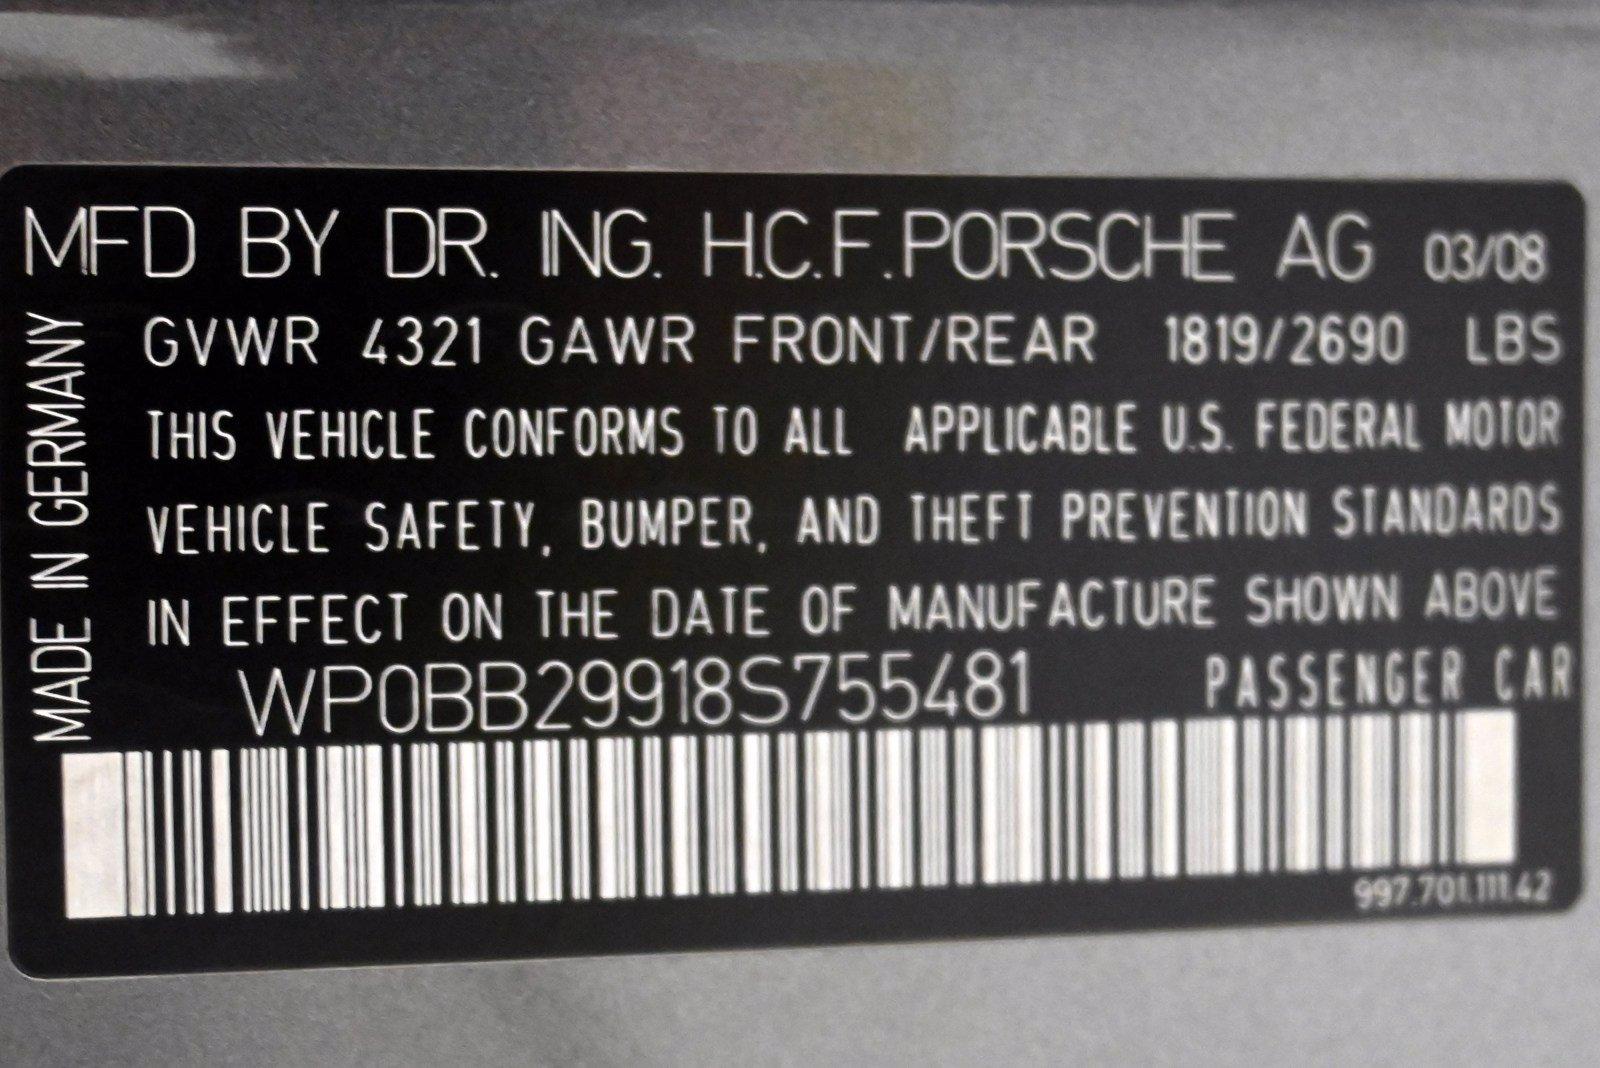 MFD BY DR. ING. H.C.F.PORSCHE AG 03/08
GVWR 4321 GAWR FRONT/REAR 1819/2690 LBS
THIS VEHICLE CONFORMS TO ALL APPLICABLE U.S. FEDERAL MOTOR
VEHICLE SAFETY, BUMPER, AND THEFT PREVENTION STANDARDS
IN EFFECT ON THE DATE OF MANUFACTURE SHOWN ABOVE
WP0BB29918S755481 PASSENGER CAR
997.701.111.42
MADE IN GERMANY